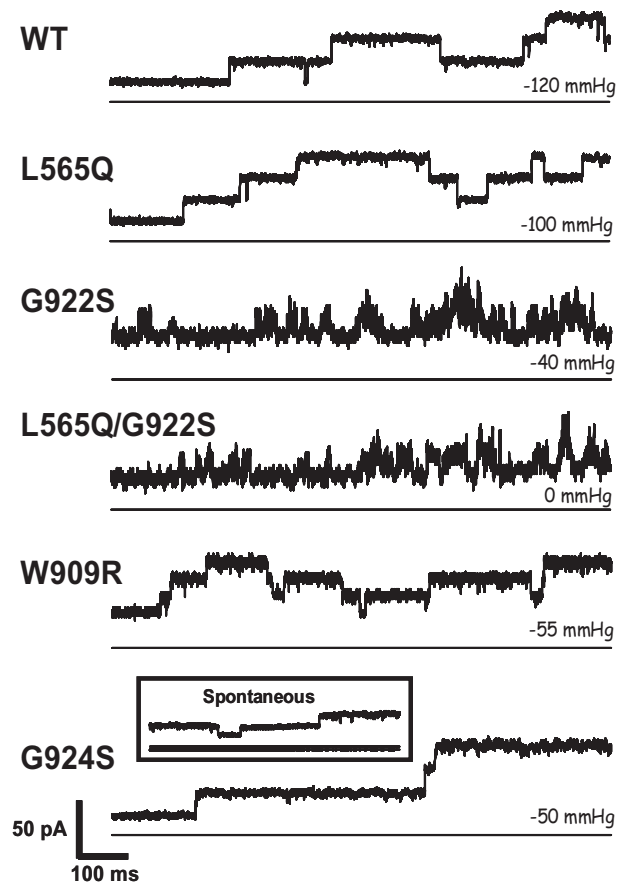 WT
-120 mmHg
L565Q
-100 mmHg
G922S
-40 mmHg
L565Q/G922S
0 mmHg
W909R
-55 mmHg
Spontaneous
G924S
-50 mmHg
50 pA
100 ms